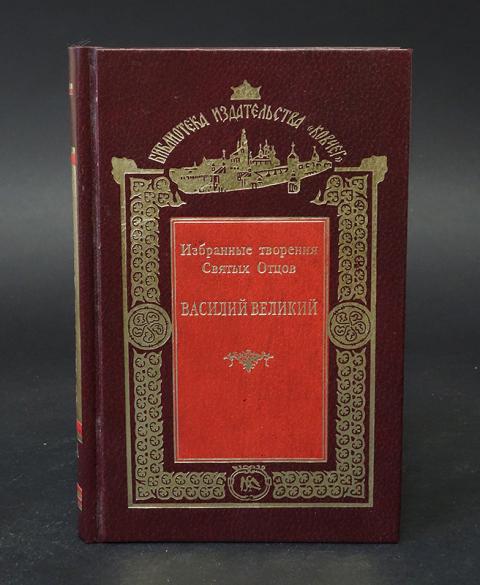 БИБЛИОТЕКА ИЗДАТЕЛЬСТВА «КОВЧЕГ»
Избранные творения
Святых Отцов
ВАСИЛИЙ ВЕЛИКИЙ